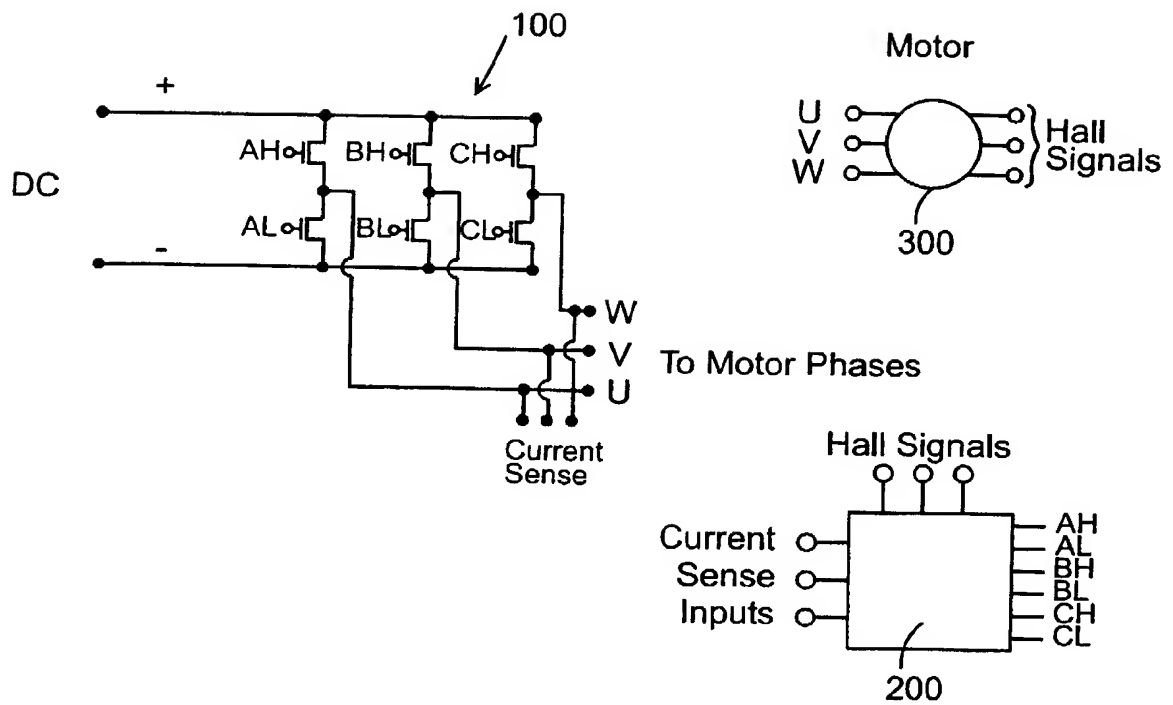 100
Motor
+
U
V
W
Hall
Signals
AH
BH
CH
DC
AL
BL
CL
-
300
W
V
U
To Motor Phases
Current
Sense
Hall Signals
Current
Sense
Inputs
AH
AL
BH
BL
CH
CL
200